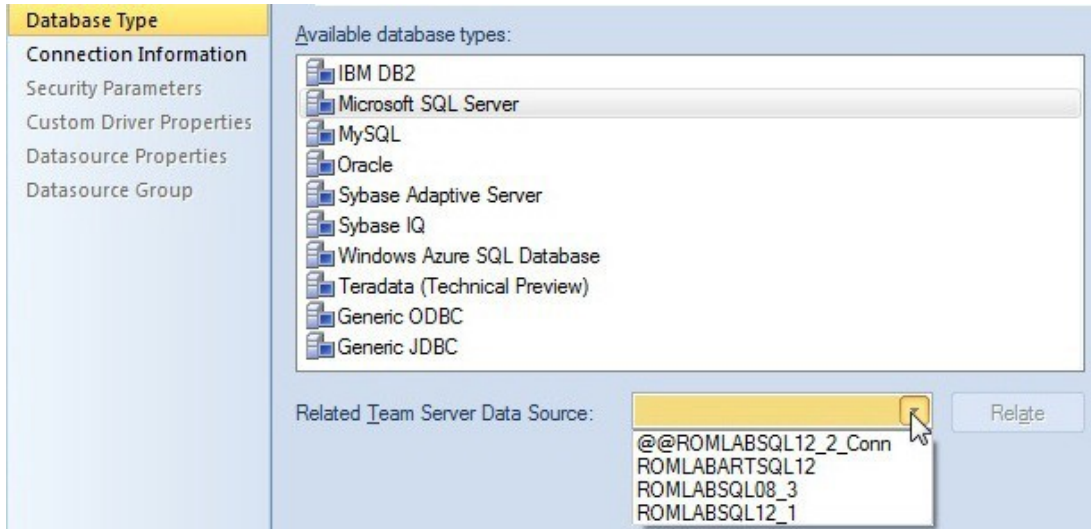 Database Type
Connection Information
Security Parameters
Custom Driver Properties
Datasource Properties
Datasource Group
Available database types:
IBM DB2
Microsoft SQL Server
MySQL
Oracle
Sybase Adaptive Server
Sybase IQ
Windows Azure SQL Database
Teradata (Technical Preview)
Generic ODBC
Generic JDBC
Related Team Server Data Source:
Relate
@@ROMLABSQL12_2_Conn
ROMLABARTSQL12
ROMLABSQL08_3
ROMLABSQL12_1